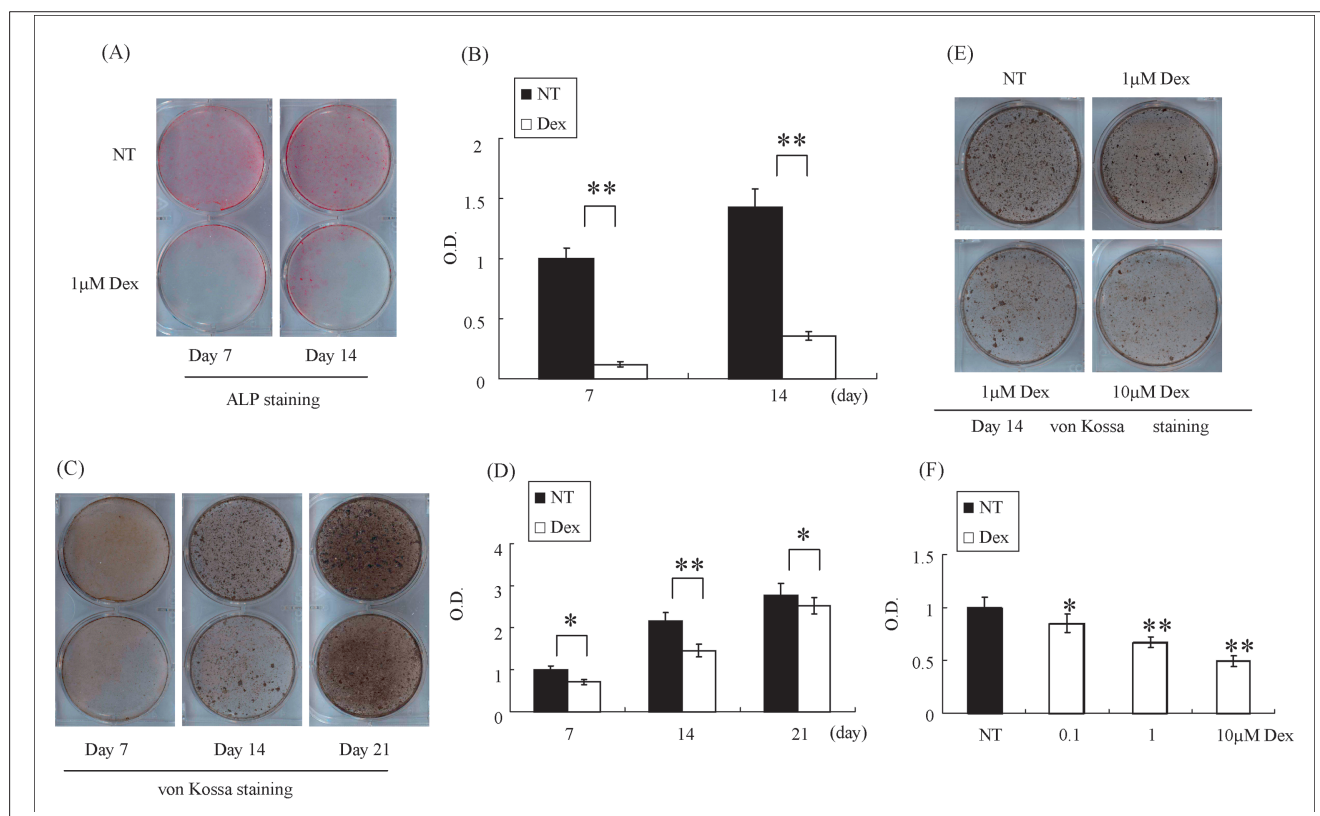 (A)
NT
1μM Dex
Day 7 Day 14
ALP staining
(B)
NT
Dex
O.D.
2
1.5
1
0.5
0
** **
7 14 (day)
(C)
Day 7 Day 14 Day 21
von Kossa staining
(D)
NT
Dex
O.D.
4
3
2
1
0
* ** *
7 14 21 (day)
(E)
NT 1μM Dex
1μM Dex 10μM Dex
Day 14 von Kossa staining
(F)
NT
Dex
O.D.
1.5
1
0.5
0
* ** **
NT 0.1 1 10μM Dex